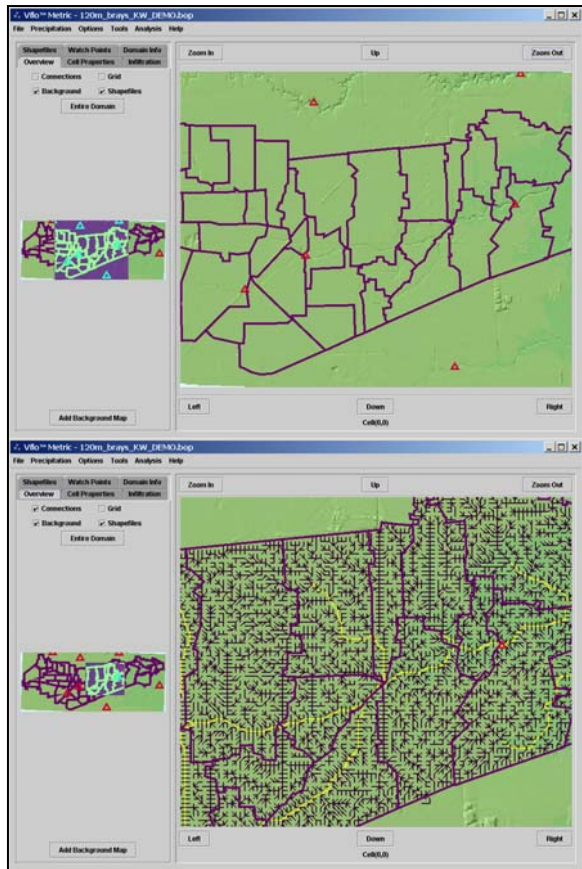 Vflo™ Metric - 120m_brays_KW_DEMO.bop
File Precipitation Options Tools Analysis Help
Shapefiles Watch Points Domain Info
Overview Cell Properties Infiltration
Connections Grid
Background Shapefiles
Entire Domain
Add Background Map
Zoom In Up Zoom Out
Left Down Right
Cell(0,0)
Vflo™ Metric - 120m_brays_KW_DEMO.bop
File Precipitation Options Tools Analysis Help
Shapefiles Watch Points Domain Info
Overview Cell Properties Infiltration
Connections Grid
Background Shapefiles
Entire Domain
Add Background Map
Zoom In Up Zoom Out
Left Down Right
Cell(0,0)